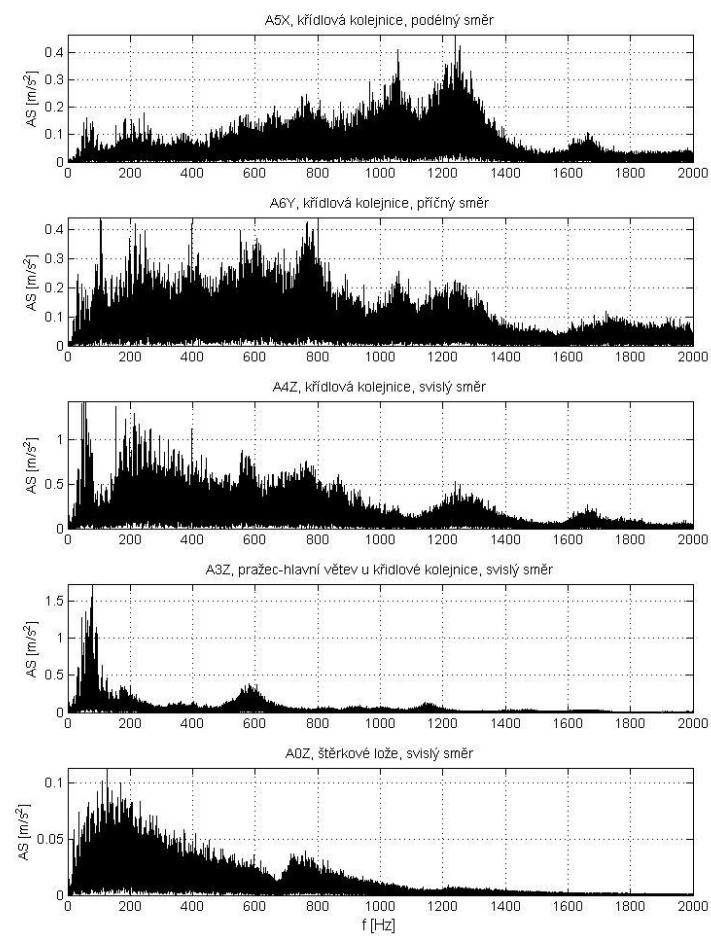 A5X, křídlová kolejnice, podélný směr
0.4
0.3
0.2
0.1
0
AS [m/s²]
0 200 400 600 800 1000 1200 1400 1600 1800 2000
A6Y, křídlová kolejnice, příčný směr
0.4
0.3
0.2
0.1
0
AS [m/s²]
0 200 400 600 800 1000 1200 1400 1600 1800 2000
A4Z, křídlová kolejnice, svislý směr
1
0.5
0
AS [m/s²]
0 200 400 600 800 1000 1200 1400 1600 1800 2000
A3Z, pražec-hlavní větev u křidlové kolejnice, svislý směr
1.5
1
0.5
0
AS [m/s²]
0 200 400 600 800 1000 1200 1400 1600 1800 2000
A0Z, štěrkové lože, svislý směr
0.1
0.05
0
AS [m/s²]
0 200 400 600 800 1000 1200 1400 1600 1800 2000
f [Hz]